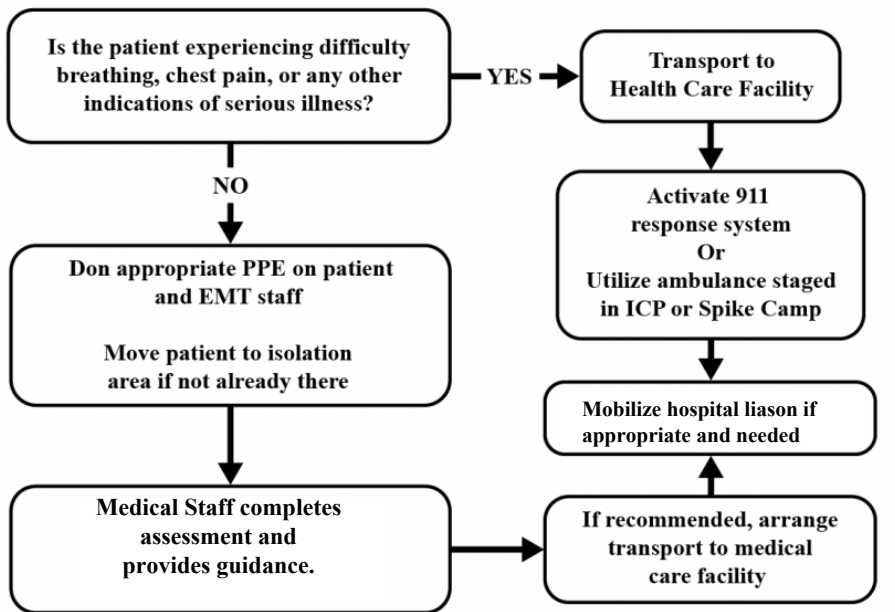 Is the patient experiencing difficulty
breathing, chest pain, or any other
indications of serious illness?
YES
Transport to
Health Care Facility
NO
Activate 911
response system
Or
Utilize ambulance staged
in ICP or Spike Camp
Don appropriate PPE on patient
and EMT staff
Move patient to isolation
area if not already there
Mobilize hospital liason if
appropriate and needed
Medical Staff completes
assessment and
provides guidance.
If recommended, arrange
transport to medical
care facility